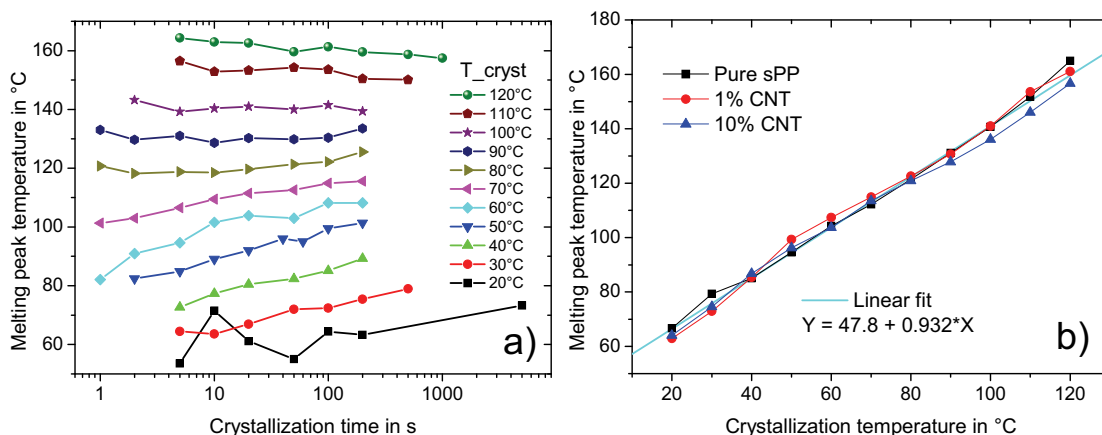 160
140
120
100
80
60
Melting peak temperature in °C
1
10
100
1000
Crystallization time in s
T_cryst
120°C
110°C
100°C
90°C
80°C
70°C
60°C
50°C
40°C
30°C
20°C
a)
180
160
140
120
100
80
60
Melting peak temperature in °C
Pure sPP
1% CNT
10% CNT
Linear fit
Y = 47.8 + 0.932*X
b)
20
40
60
80
100
120
Crystallization temperature in °C